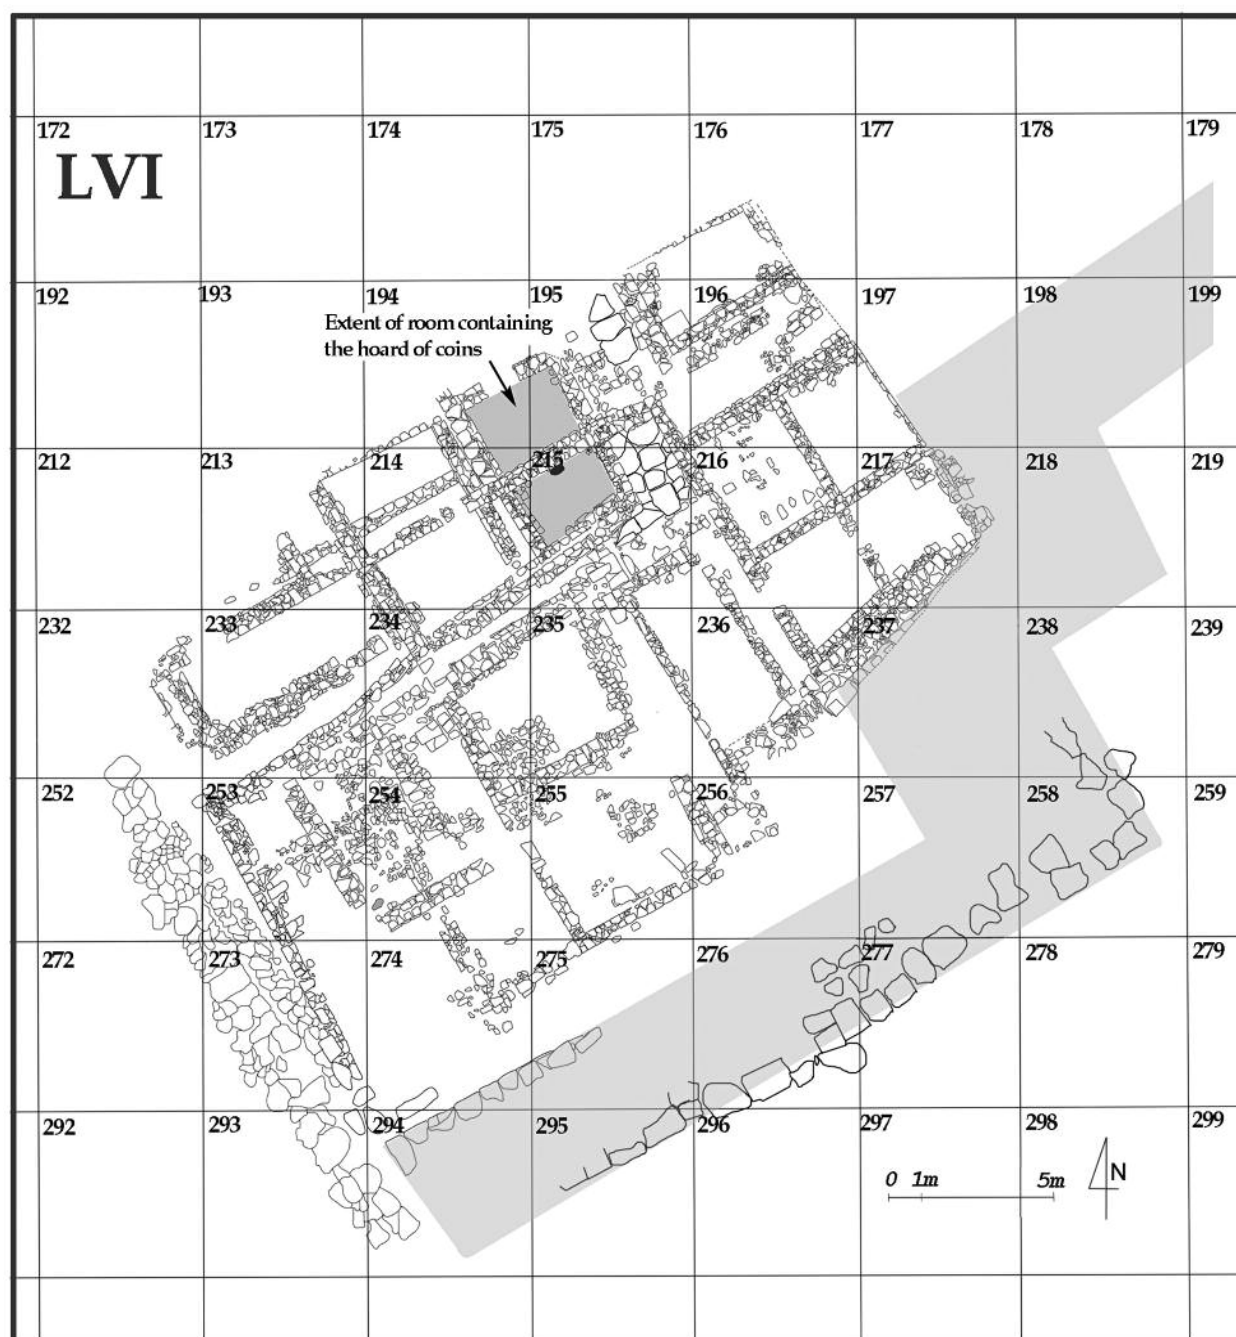 172 173 174 175 176 177 178 179
LVI
192 193 194 195 196 197 198 199
Extent of room containing
the hoard of coins
212 213 214 215 216 217 218 219
232 233 234 235 236 237 238 239
252 253 254 255 256 257 258 259
272 273 274 275 276 277 278 279
292 293 294 295 296 297 298 299
0 1m 5m N